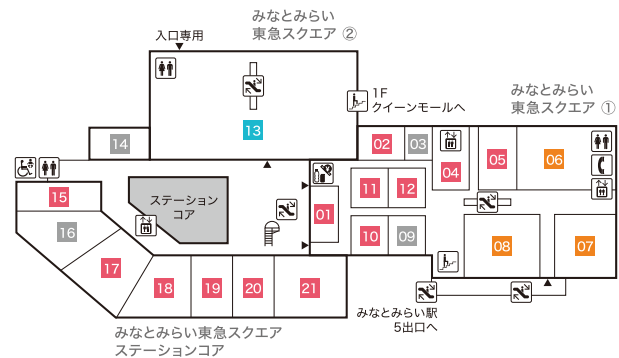 みなとみらい
東急スクエア ②
入口専用
1F
クイーンモールへ
みなとみらい
東急スクエア ①
13
14
02
03
04
05
06
15
16
ステーション
コア
01
11
12
10
09
08
07
17
18
19
20
21
みなとみらい駅
5出口へ
みなとみらい東急スクエア
ステーションコア